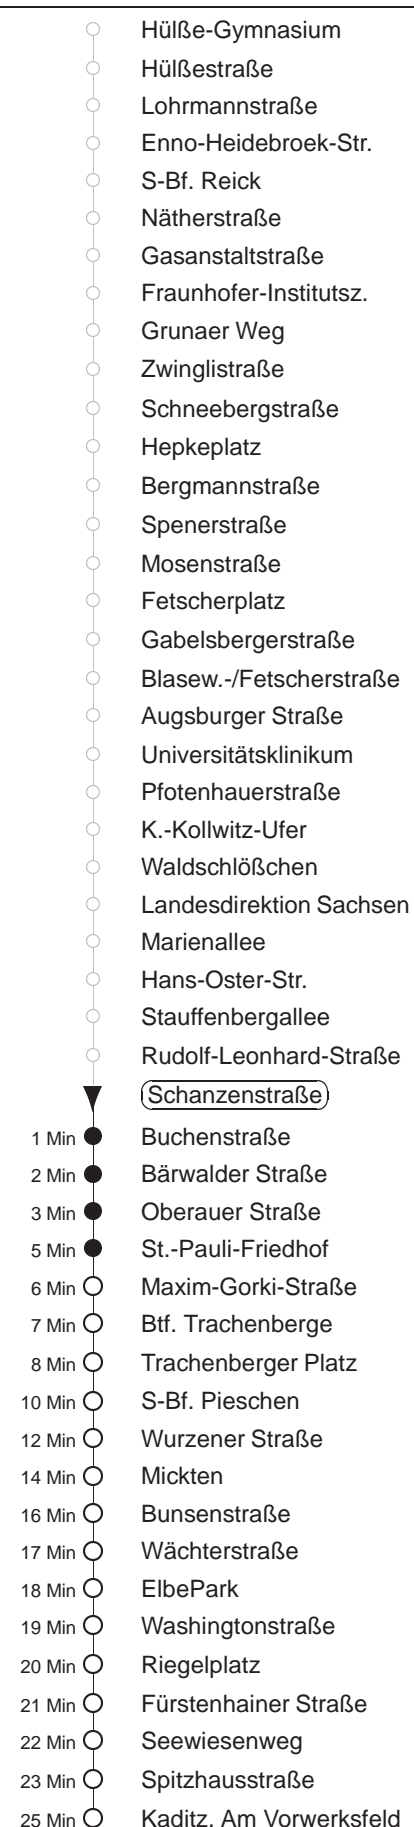 Hülße-Gymnasium
Hülßestraße
Lohrmannstraße
Enno-Heidebroek-Str.
S-Bf. Reick
Nätherstraße
Gasanstaltstraße
Fraunhofer-Institutsz.
Grunaer Weg
Zwinglistraße
Schneebergstraße
Hepkeplatz
Bergmannstraße
Spenerstraße
Mosenstraße
Fetscherplatz
Gabelsbergerstraße
Blasew.-/Fetscherstraße
Augsburger Straße
Universitätsklinikum
Pfotenhauerstraße
K.-Kollwitz-Ufer
Waldschlößchen
Landesdirektion Sachsen
Marienallee
Hans-Oster-Str.
Stauffenbergallee
Rudolf-Leonhard-Straße
Schanzenstraße
1 Min Buchenstraße
2 Min Bärwalder Straße
3 Min Oberauer Straße
5 Min St.-Pauli-Friedhof
6 Min Maxim-Gorki-Straße
7 Min Btf. Trachenberge
8 Min Trachenberger Platz
10 Min S-Bf. Pieschen
12 Min Wurzener Straße
14 Min Mickten
16 Min Bunsenstraße
17 Min Wächterstraße
18 Min ElbePark
19 Min Washingtonstraße
20 Min Riegelplatz
21 Min Fürstenhainer Straße
22 Min Seewiesenweg
23 Min Spitzhausstraße
25 Min Kaditz, Am Vorwerksfeld